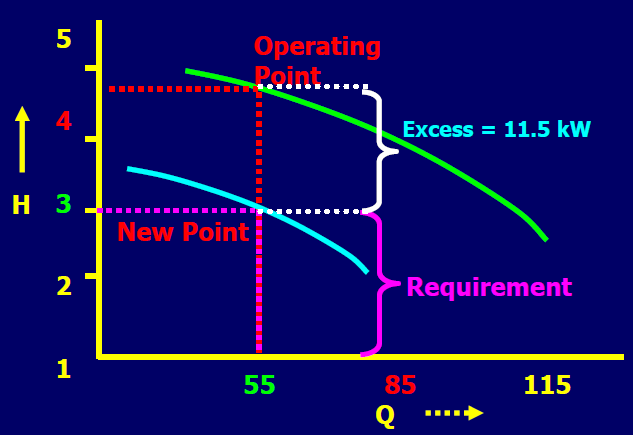 5
Operating
Point
4
Excess = 11.5 kW
H
3
New Point
2
Requirement
1
55
85
115
Q